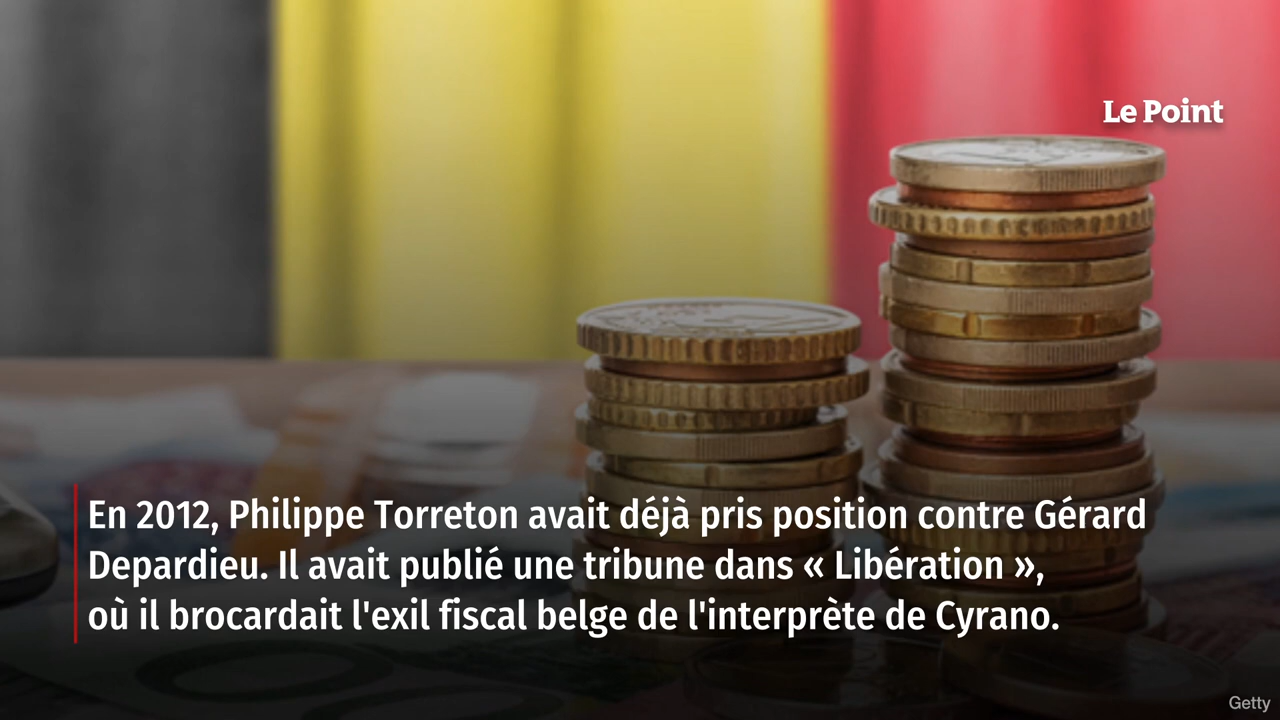 Le Point
En 2012, Philippe Torreton avait déjà pris position contre Gérard
Depardieu. Il avait publié une tribune dans « Libération »,
où il brocardait l'exil fiscal belge de l'interprète de Cyrano.
Getty